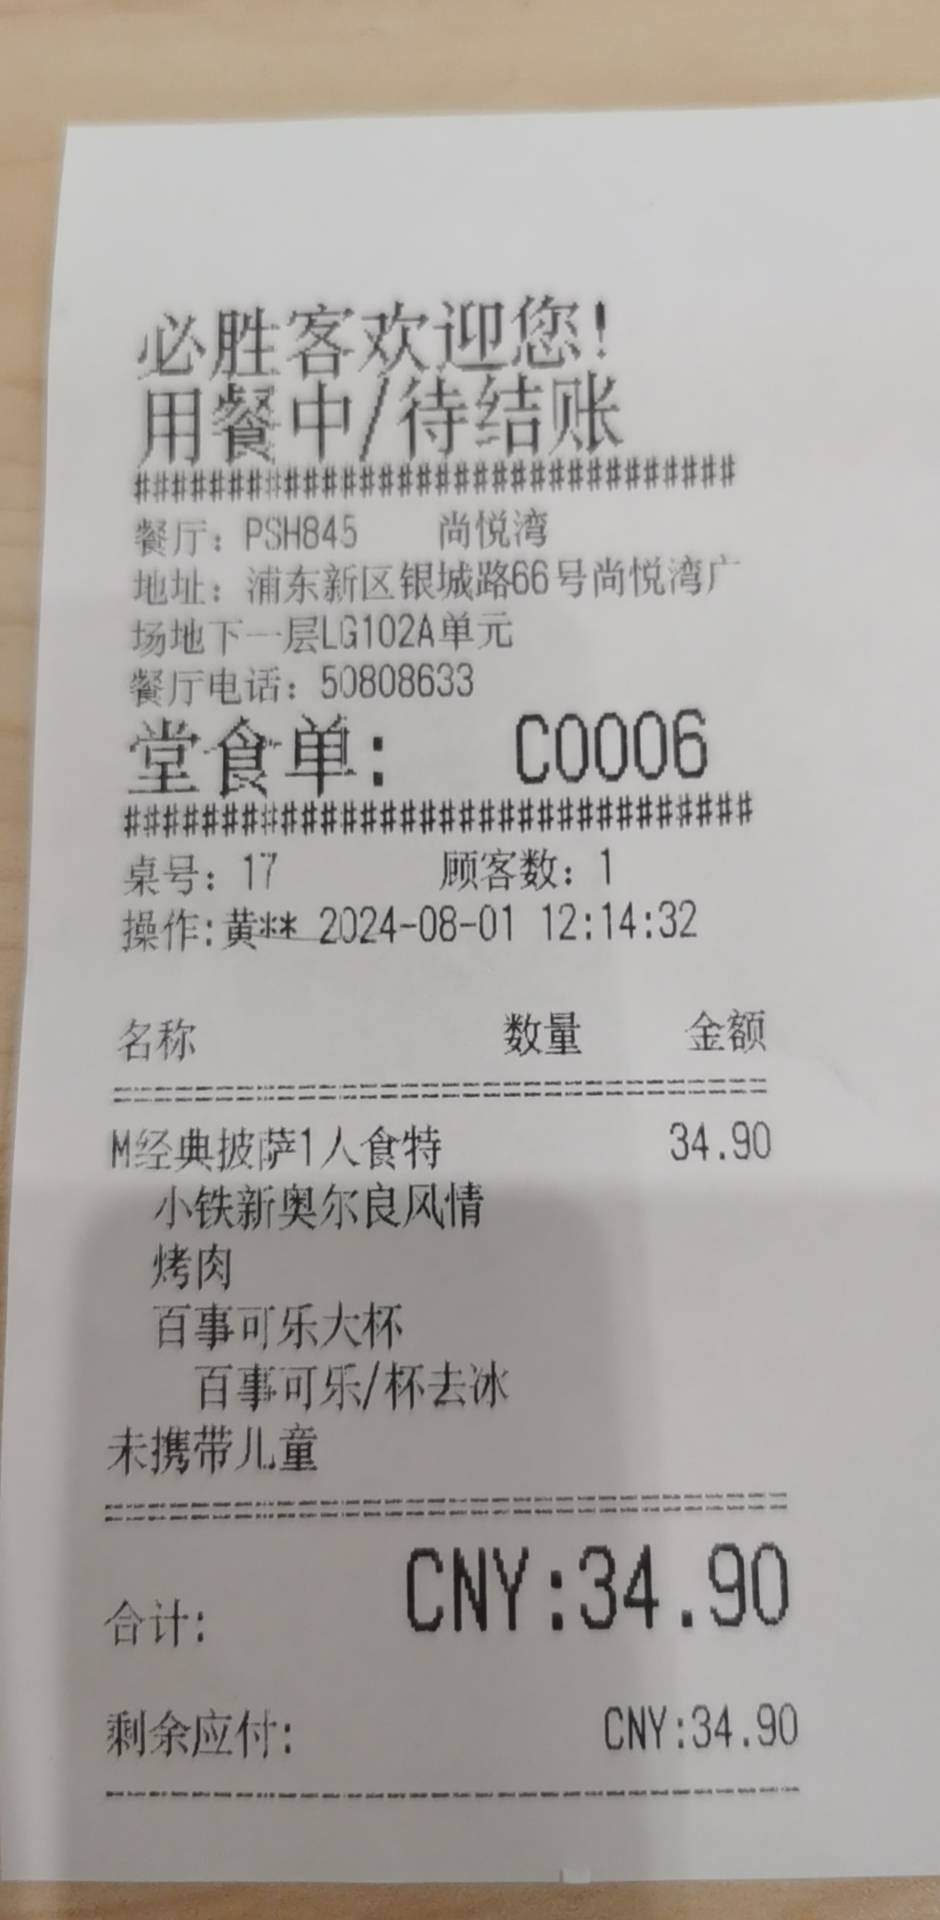 必胜客欢迎您!
用餐中/待结账
################################
餐厅: PSH845 尚悦湾
地址: 浦东新区银城路66号尚悦湾广
场地下一层LG102A单元
餐厅电话: 50808633
堂食单: C0006
################################
桌号: 17 顾客数: 1
操作:黄** 2024-08-01 12:14:32
名称 数量 金额
M经典披萨1人食特 34.90
小铁新奥尔良风情
烤肉
百事可乐大杯
百事可乐/杯去冰
未携带儿童
合计: CNY:34.90
剩余应付: CNY:34.90